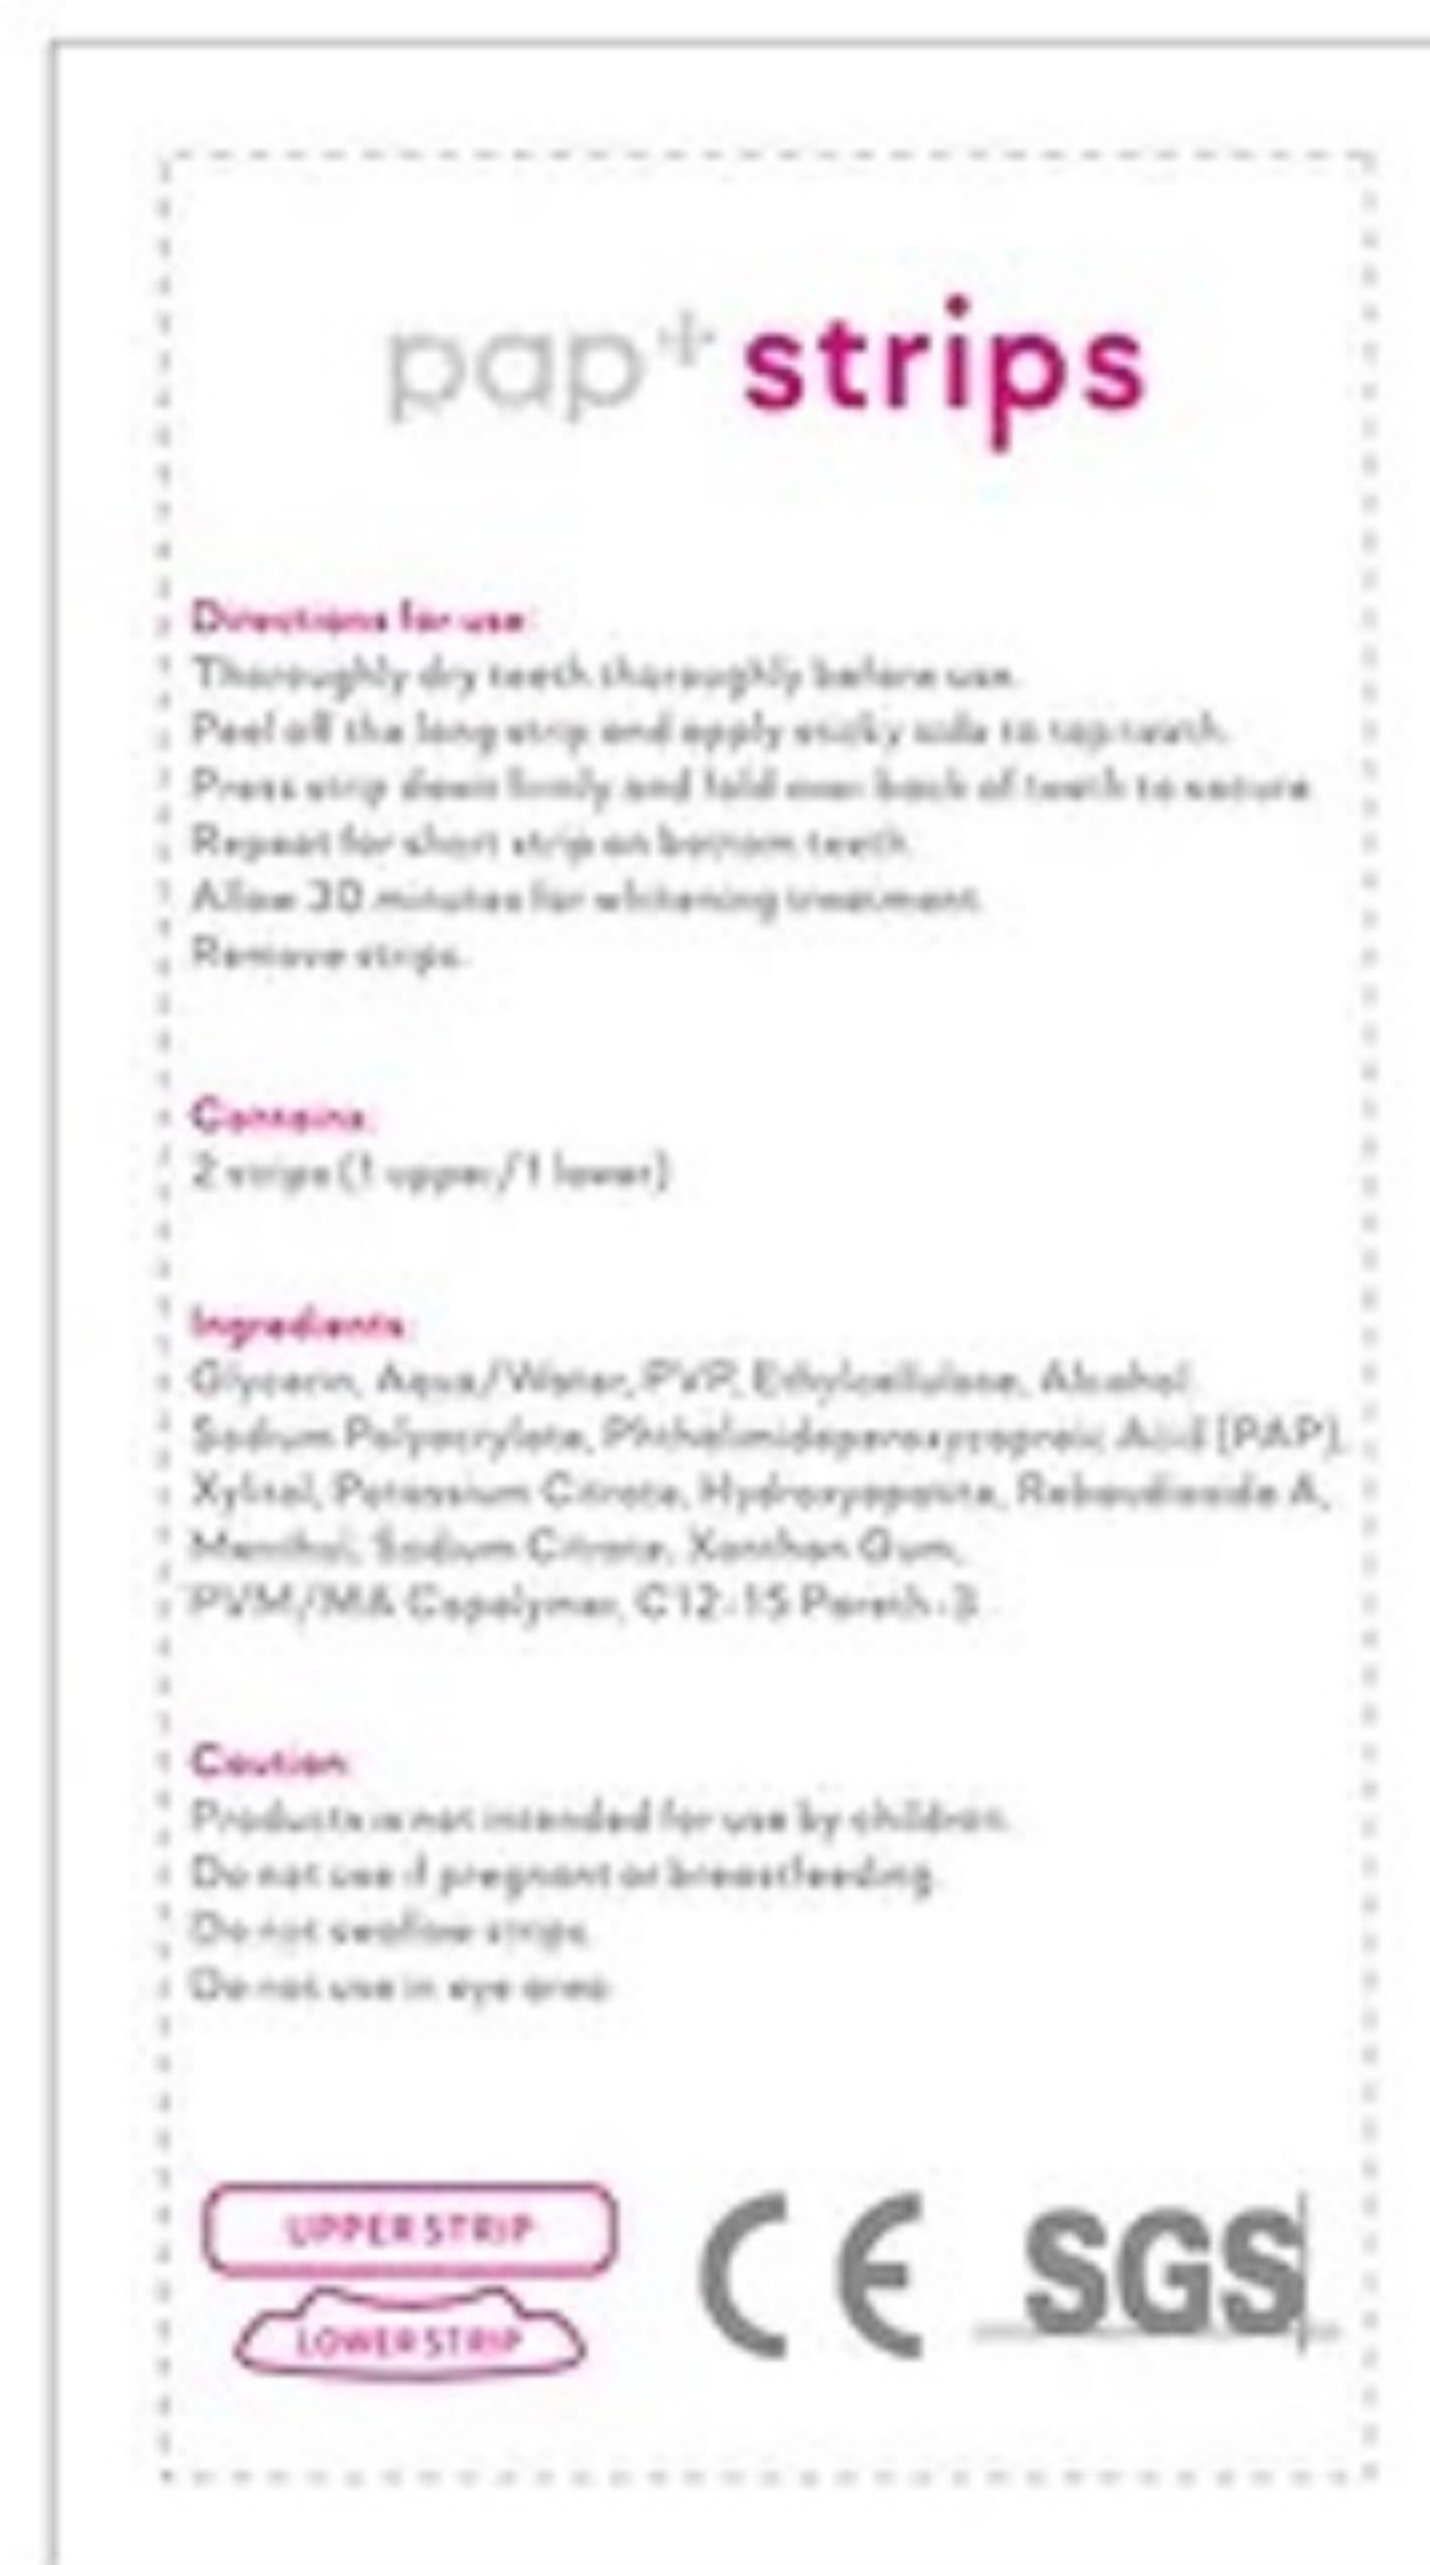 pap+ strips
Directions for use:
Thoroughly dry teeth thoroughly before use.
Peel off the long strip and apply sticky side to top teeth.
Press strip down firmly and fold over back of teeth to secure
Repeat for short strip on bottom teeth.
Allow 30 minutes for whitening treatment.
Remove strips.
Contains:
2 strips (1 upper/1 lower)
Ingredients:
Glycerin, Aqua/Water, PVP, Ethylcellulose, Alcohol,
Sodium Polyacrylate, Phthalimidoperoxycaproic Acid (PAP),
Xylitol, Potassium Citrate, Hydroxyapatite, Rebaudioside A,
Menthol, Sodium Citrate, Xanthan Gum,
PVM/MA Copolymer, C12-15 Pareth-3
Caution:
Products is not intended for use by children.
Do not use if pregnant or breastfeeding.
Do not swallow strips.
Do not use in eye area
UPPER STRIP
LOWER STRIP
CE
SGS